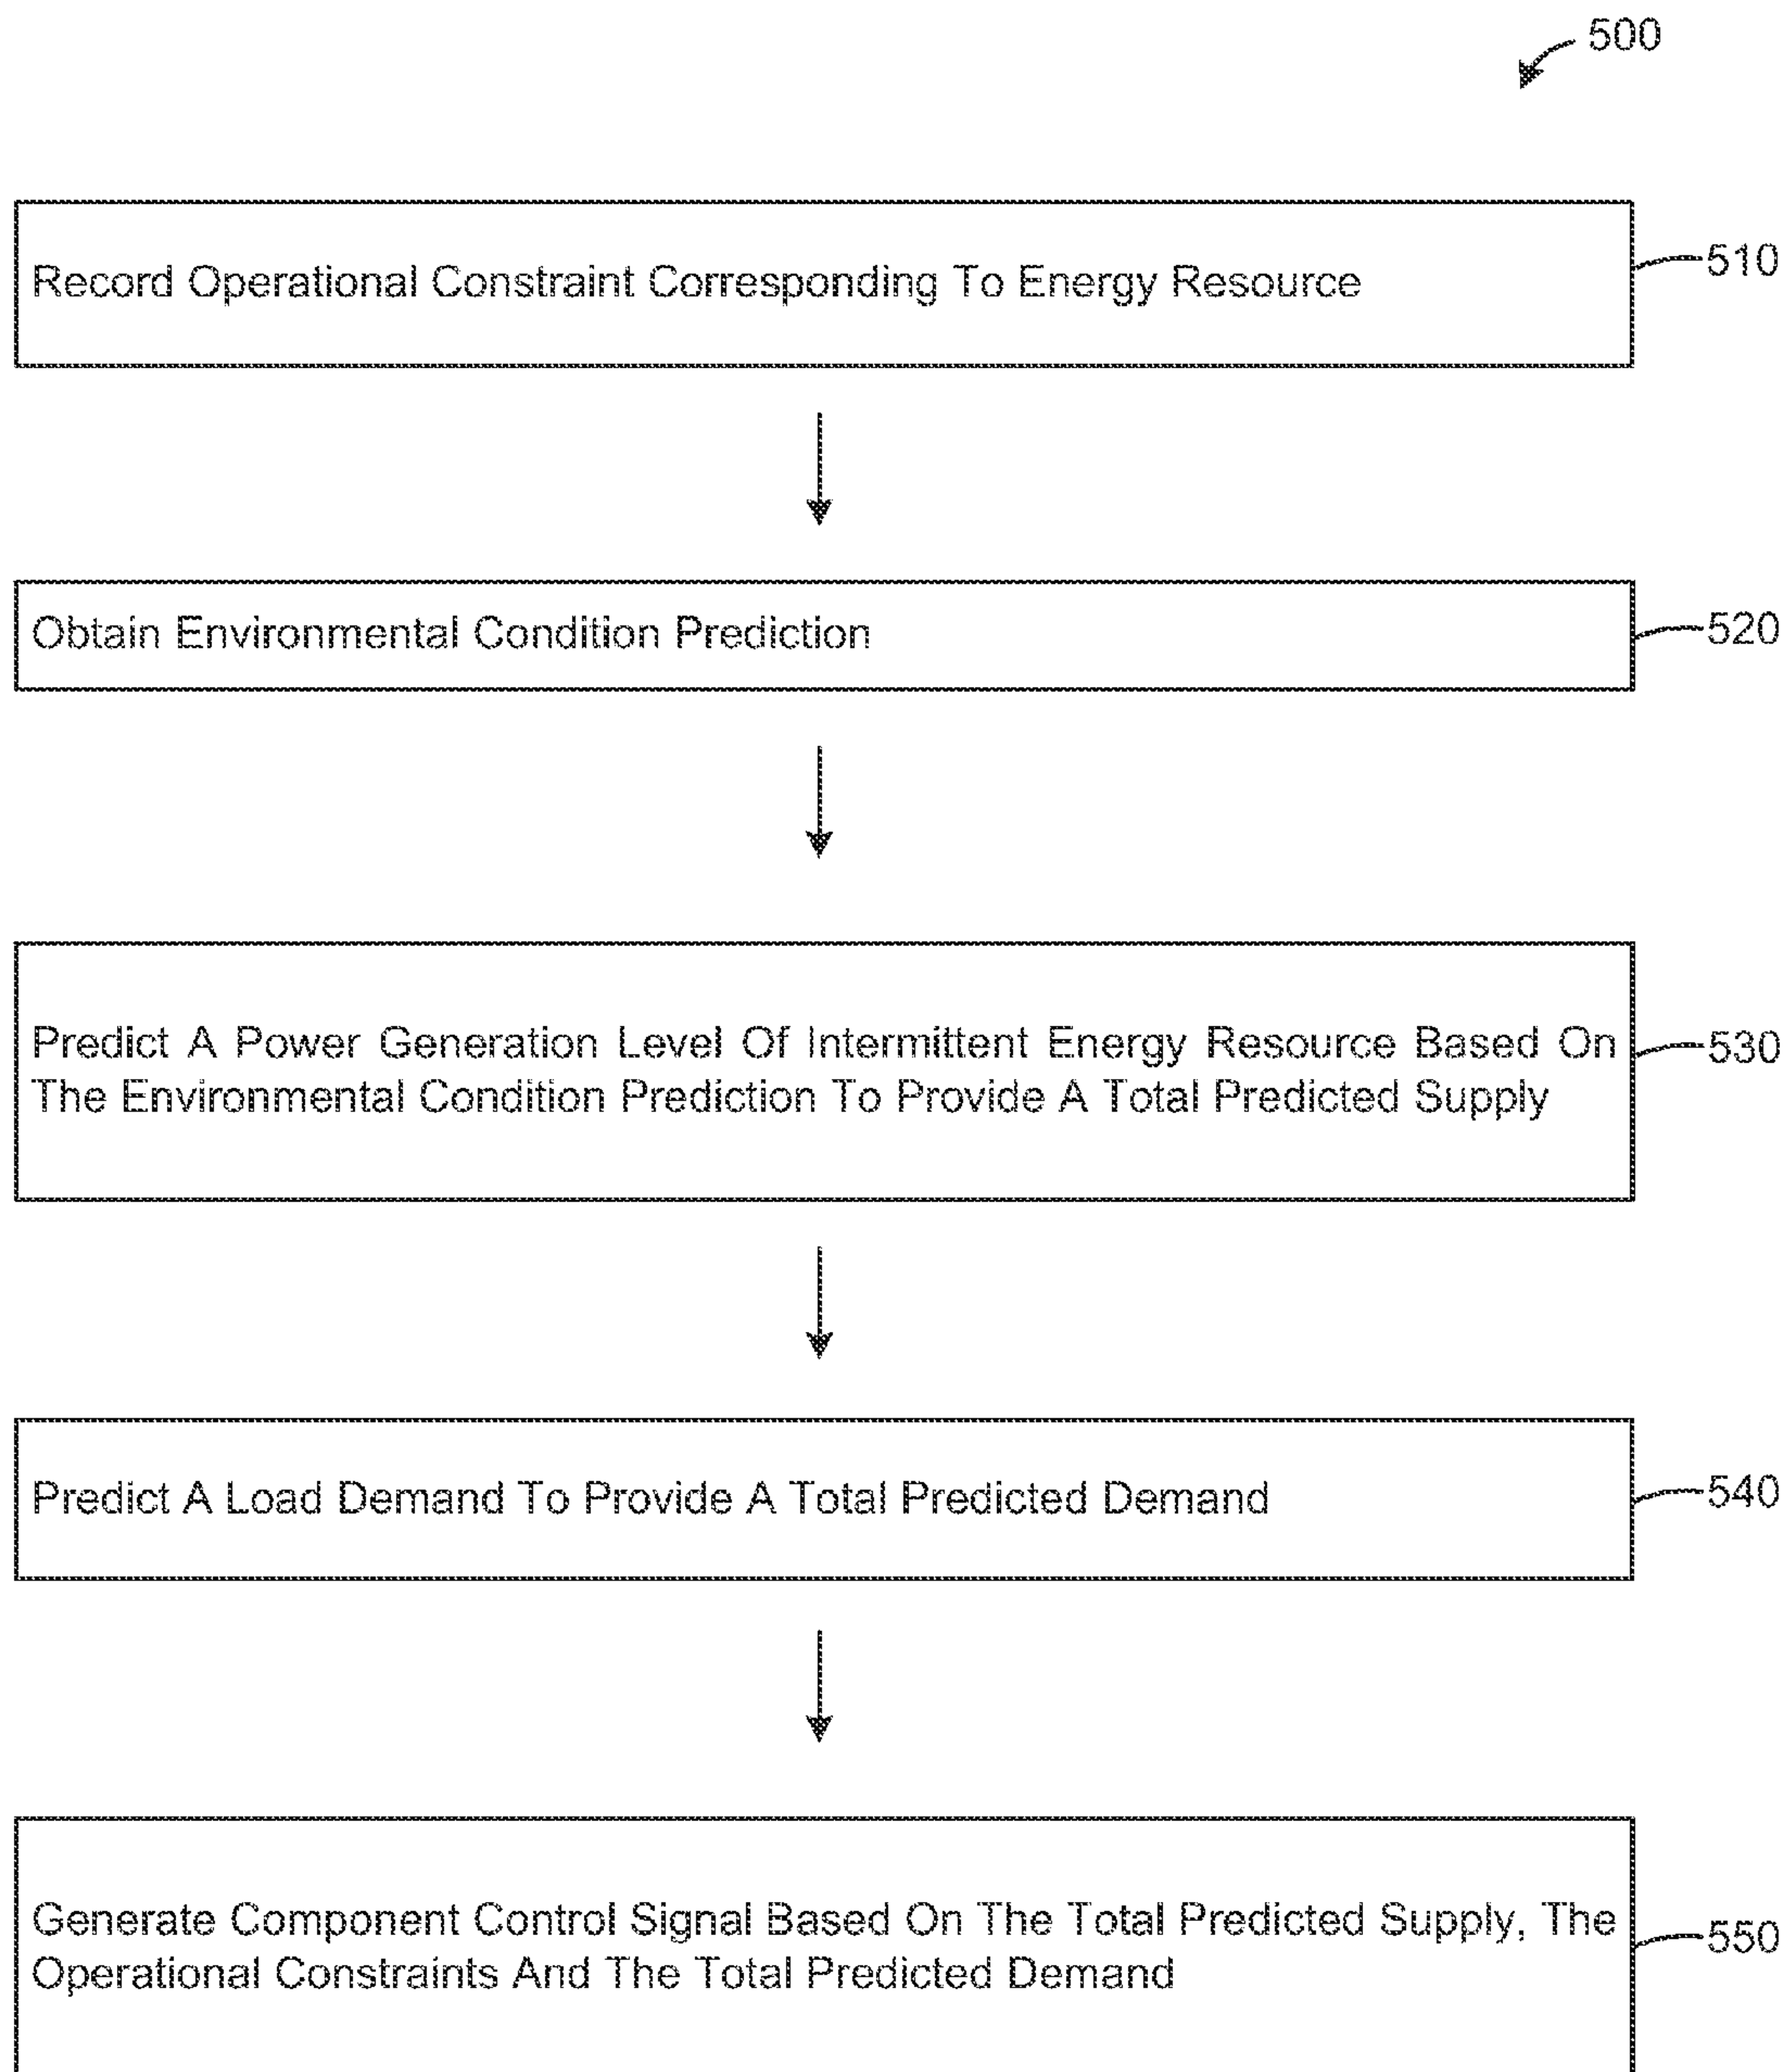 500
Record Operational Constraint Corresponding To Energy Resource
510
Obtain Environmental Condition Prediction
520
Predict A Power Generation Level Of Intermittent Energy Resource Based On
The Environmental Condition Prediction To Provide A Total Predicted Supply
530
Predict A Load Demand To Provide A Total Predicted Demand
540
Generate Component Control Signal Based On The Total Predicted Supply, The
Operational Constraints And The Total Predicted Demand
550